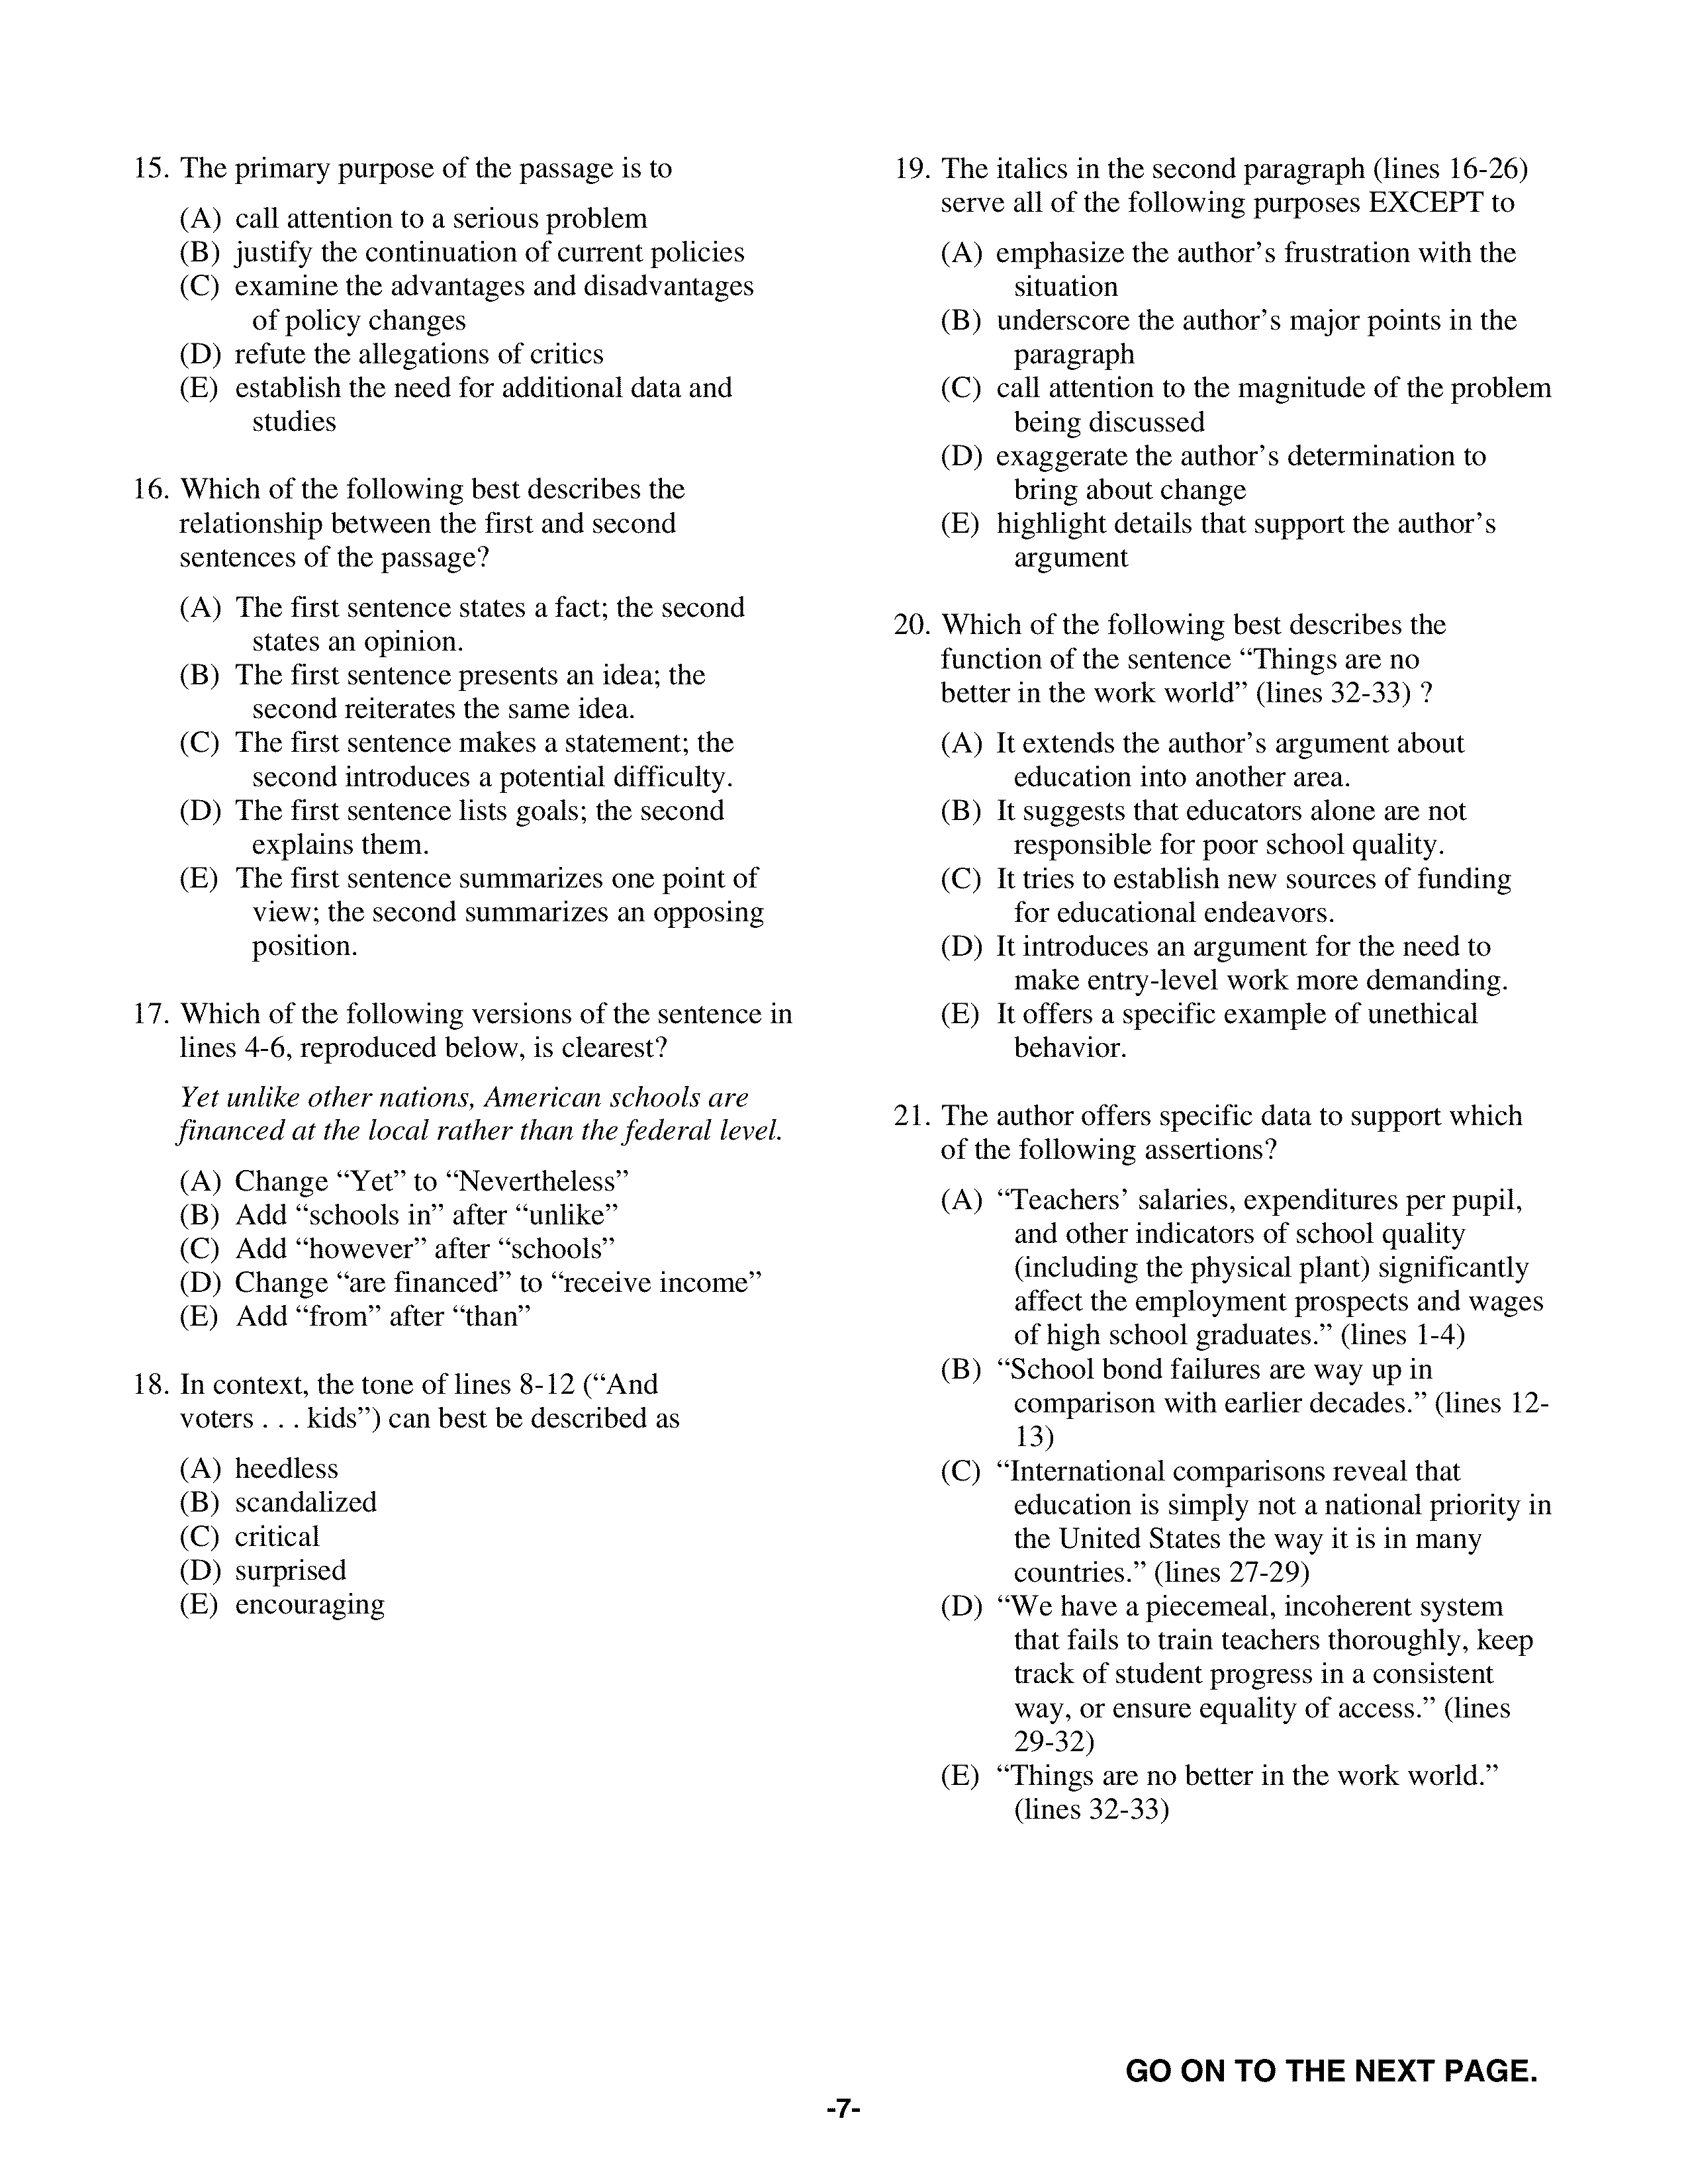 15. The primary purpose of the passage is to
(A) call attention to a serious problem
(B) justify the continuation of current policies
(C) examine the advantages and disadvantages
of policy changes
(D) refute the allegations of critics
(E) establish the need for additional data and
studies
16. Which of the following best describes the
relationship between the first and second
sentences of the passage?
(A) The first sentence states a fact; the second
states an opinion.
(B) The first sentence presents an idea; the
second reiterates the same idea.
(C) The first sentence makes a statement; the
second introduces a potential difficulty.
(D) The first sentence lists goals; the second
explains them.
(E) The first sentence summarizes one point of
view; the second summarizes an opposing
position.
17. Which of the following versions of the sentence in
lines 4-6, reproduced below, is clearest?
Yet unlike other nations, American schools are
financed at the local rather than the federal level.
(A) Change “Yet” to “Nevertheless”
(B) Add “schools in” after “unlike”
(C) Add “however” after “schools”
(D) Change “are financed” to “receive income”
(E) Add “from” after “than”
18. In context, the tone of lines 8-12 (“And
voters . . . kids”) can best be described as
(A) heedless
(B) scandalized
(C) critical
(D) surprised
(E) encouraging
19. The italics in the second paragraph (lines 16-26)
serve all of the following purposes EXCEPT to
(A) emphasize the author’s frustration with the
situation
(B) underscore the author’s major points in the
paragraph
(C) call attention to the magnitude of the problem
being discussed
(D) exaggerate the author’s determination to
bring about change
(E) highlight details that support the author’s
argument
20. Which of the following best describes the
function of the sentence “Things are no
better in the work world” (lines 32-33) ?
(A) It extends the author’s argument about
education into another area.
(B) It suggests that educators alone are not
responsible for poor school quality.
(C) It tries to establish new sources of funding
for educational endeavors.
(D) It introduces an argument for the need to
make entry-level work more demanding.
(E) It offers a specific example of unethical
behavior.
21. The author offers specific data to support which
of the following assertions?
(A) “Teachers’ salaries, expenditures per pupil,
and other indicators of school quality
(including the physical plant) significantly
affect the employment prospects and wages
of high school graduates.” (lines 1-4)
(B) “School bond failures are way up in
comparison with earlier decades.” (lines 12-
13)
(C) “International comparisons reveal that
education is simply not a national priority in
the United States the way it is in many
countries.” (lines 27-29)
(D) “We have a piecemeal, incoherent system
that fails to train teachers thoroughly, keep
track of student progress in a consistent
way, or ensure equality of access.” (lines
29-32)
(E) “Things are no better in the work world.”
(lines 32-33)
GO ON TO THE NEXT PAGE.
-7-